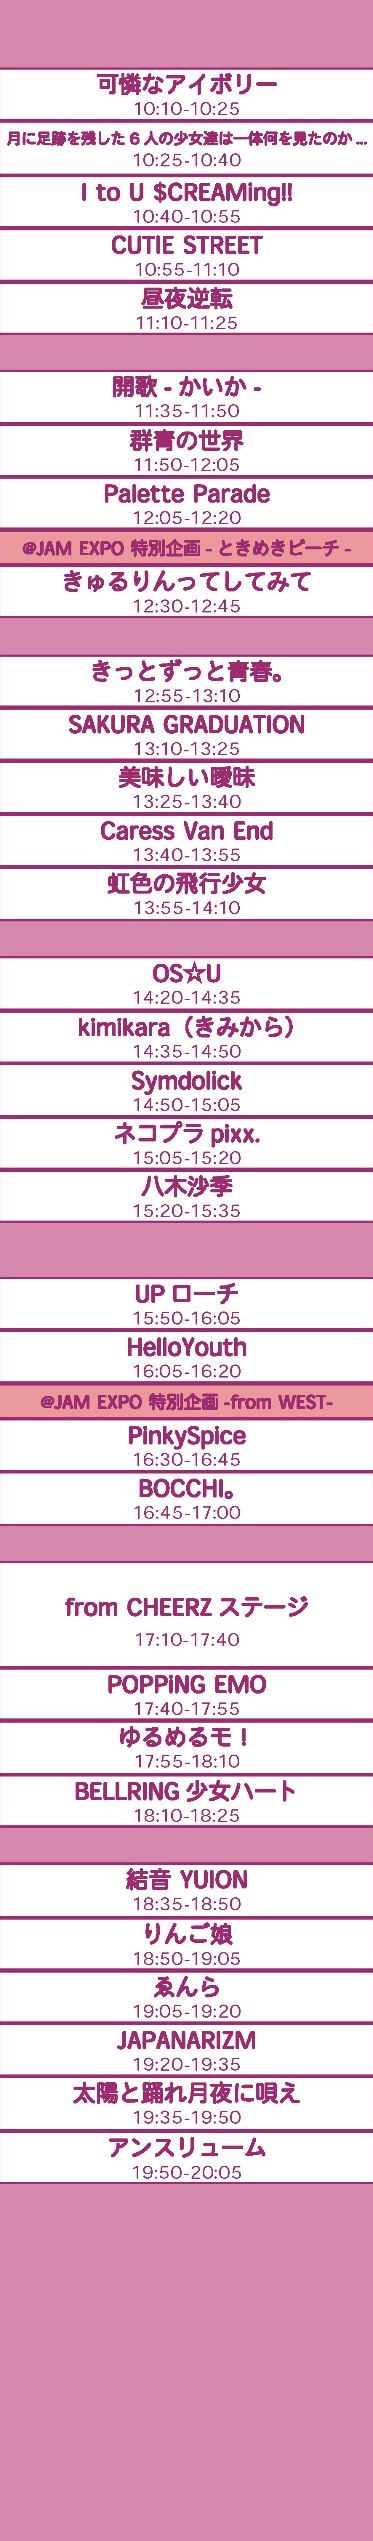 可憐なアイボリー
10:10-10:25
月に足跡を残した6人の少女達は一体何を見たのか...
10:25-10:40
I to U $CREAMing!!
10:40-10:55
CUTIE STREET
10:55-11:10
昼夜逆転
11:10-11:25
開歌 - かいか -
11:35-11:50
群青の世界
11:50-12:05
Palette Parade
12:05-12:20
@JAM EXPO 特別企画 - ときめきピーチ -
きゅるりんってしてみて
12:30-12:45
きっとずっと青春。
12:55-13:10
SAKURA GRADUATION
13:10-13:25
美味しい曖昧
13:25-13:40
Caress Van End
13:40-13:55
虹色の飛行少女
13:55-14:10
OS☆U
14:20-14:35
kimikara（きみから）
14:35-14:50
Symdolick
14:50-15:05
ネコプラpixx.
15:05-15:20
八木沙季
15:20-15:35
UPローチ
15:50-16:05
HelloYouth
16:05-16:20
@JAM EXPO 特別企画 -from WEST-
PinkySpice
16:30-16:45
BOCCHI。
16:45-17:00
from CHEERZ ステージ
17:10-17:40
POPPiNG EMO
17:40-17:55
ゆるめるモ！
17:55-18:10
BELLRING少女ハート
18:10-18:25
結音 YUION
18:35-18:50
りんご娘
18:50-19:05
ゑんら
19:05-19:20
JAPANARIZM
19:20-19:35
太陽と踊れ月夜に唄え
19:35-19:50
アンスリューム
19:50-20:05